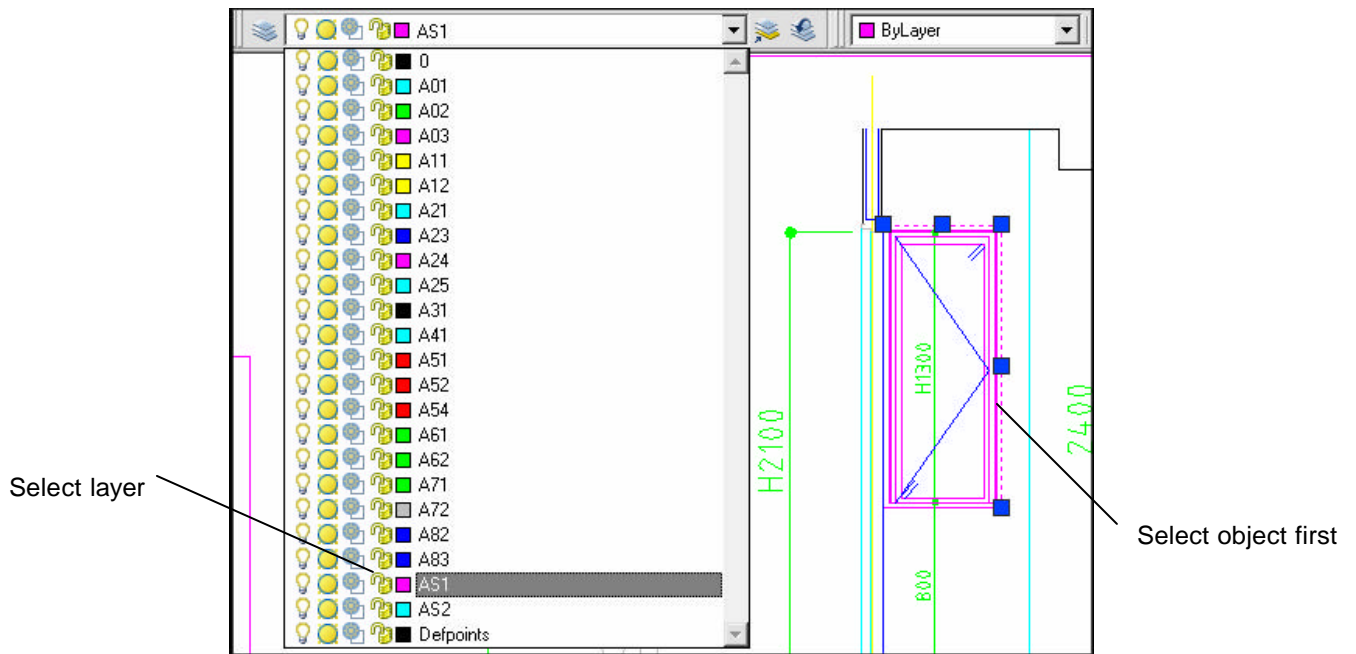 AS1
ByLayer
0
A01
A02
A03
A11
A12
A21
A23
A24
A25
A31
A41
A51
A52
A54
A61
A62
A71
A72
A82
A83
AS1
AS2
Defpoints
Select layer
H2100
H1300
800
2400
Select object first